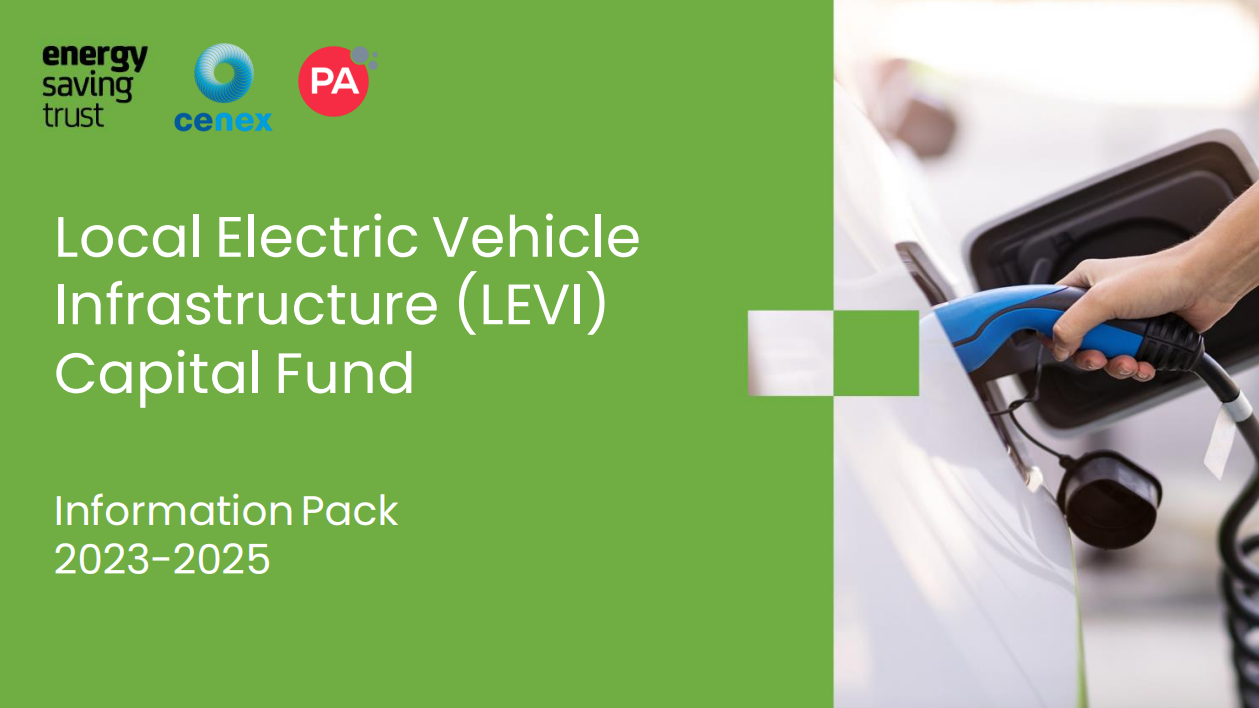 energy
saving
trust
cenex
PA
Local Electric Vehicle
Infrastructure (LEVI)
Capital Fund
Information Pack
2023-2025